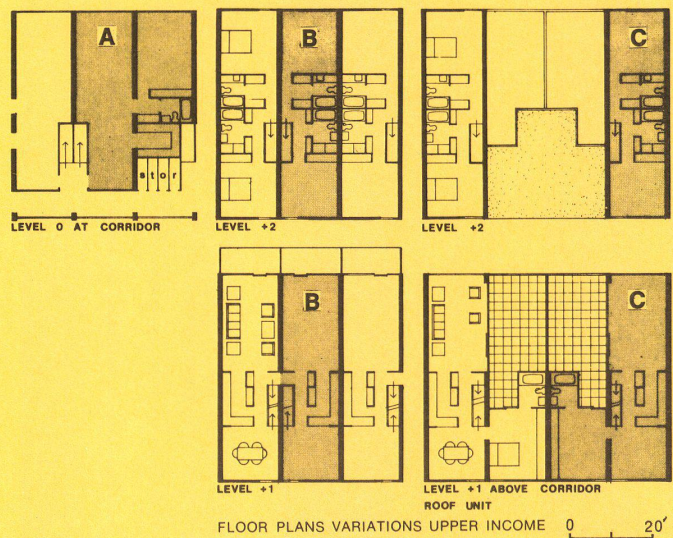 A
B
C
stor
LEVEL 0 AT CORRIDOR
LEVEL +2
LEVEL +2
B
C
LEVEL +1
LEVEL +1 ABOVE CORRIDOR
ROOF UNIT
FLOOR PLANS VARIATIONS UPPER INCOME
0 20'